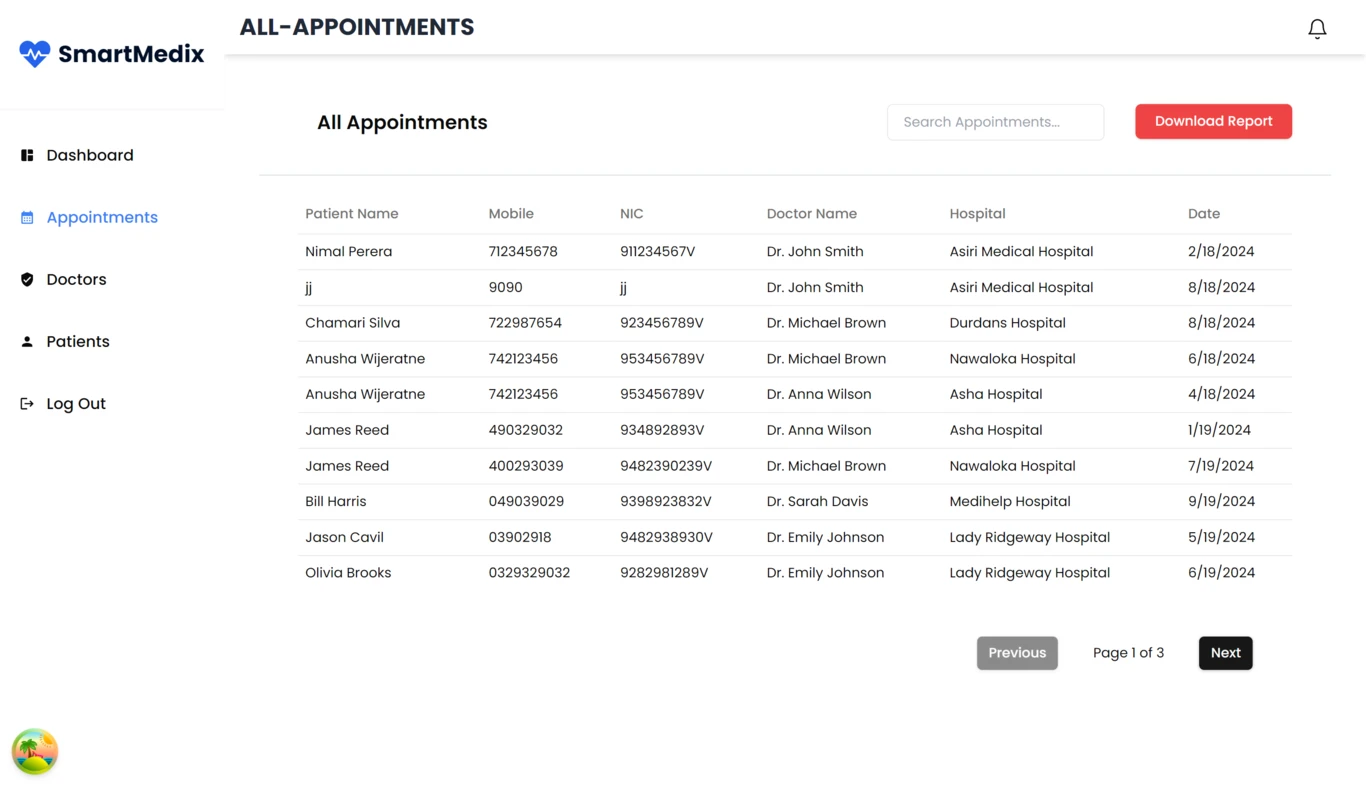 ALL-APPOINTMENTS
SmartMedix
All Appointments
Search Appointments...
Download Report
Dashboard
Appointments
Doctors
Patients
Log Out
Patient Name Mobile NIC Doctor Name Hospital Date
Nimal Perera 712345678 911234567V Dr. John Smith Asiri Medical Hospital 2/18/2024
jj 9090 jj Dr. John Smith Asiri Medical Hospital 8/18/2024
Chamari Silva 722987654 923456789V Dr. Michael Brown Durdans Hospital 8/18/2024
Anusha Wijeratne 742123456 953456789V Dr. Michael Brown Nawaloka Hospital 6/18/2024
Anusha Wijeratne 742123456 953456789V Dr. Anna Wilson Asha Hospital 4/18/2024
James Reed 490329032 934892893V Dr. Anna Wilson Asha Hospital 1/19/2024
James Reed 400293039 9482390239V Dr. Michael Brown Nawaloka Hospital 7/19/2024
Bill Harris 049039029 9398923832V Dr. Sarah Davis Medihelp Hospital 9/19/2024
Jason Cavil 03902918 9482938930V Dr. Emily Johnson Lady Ridgeway Hospital 5/19/2024
Olivia Brooks 0329329032 9282981289V Dr. Emily Johnson Lady Ridgeway Hospital 6/19/2024
Previous Page 1 of 3 Next